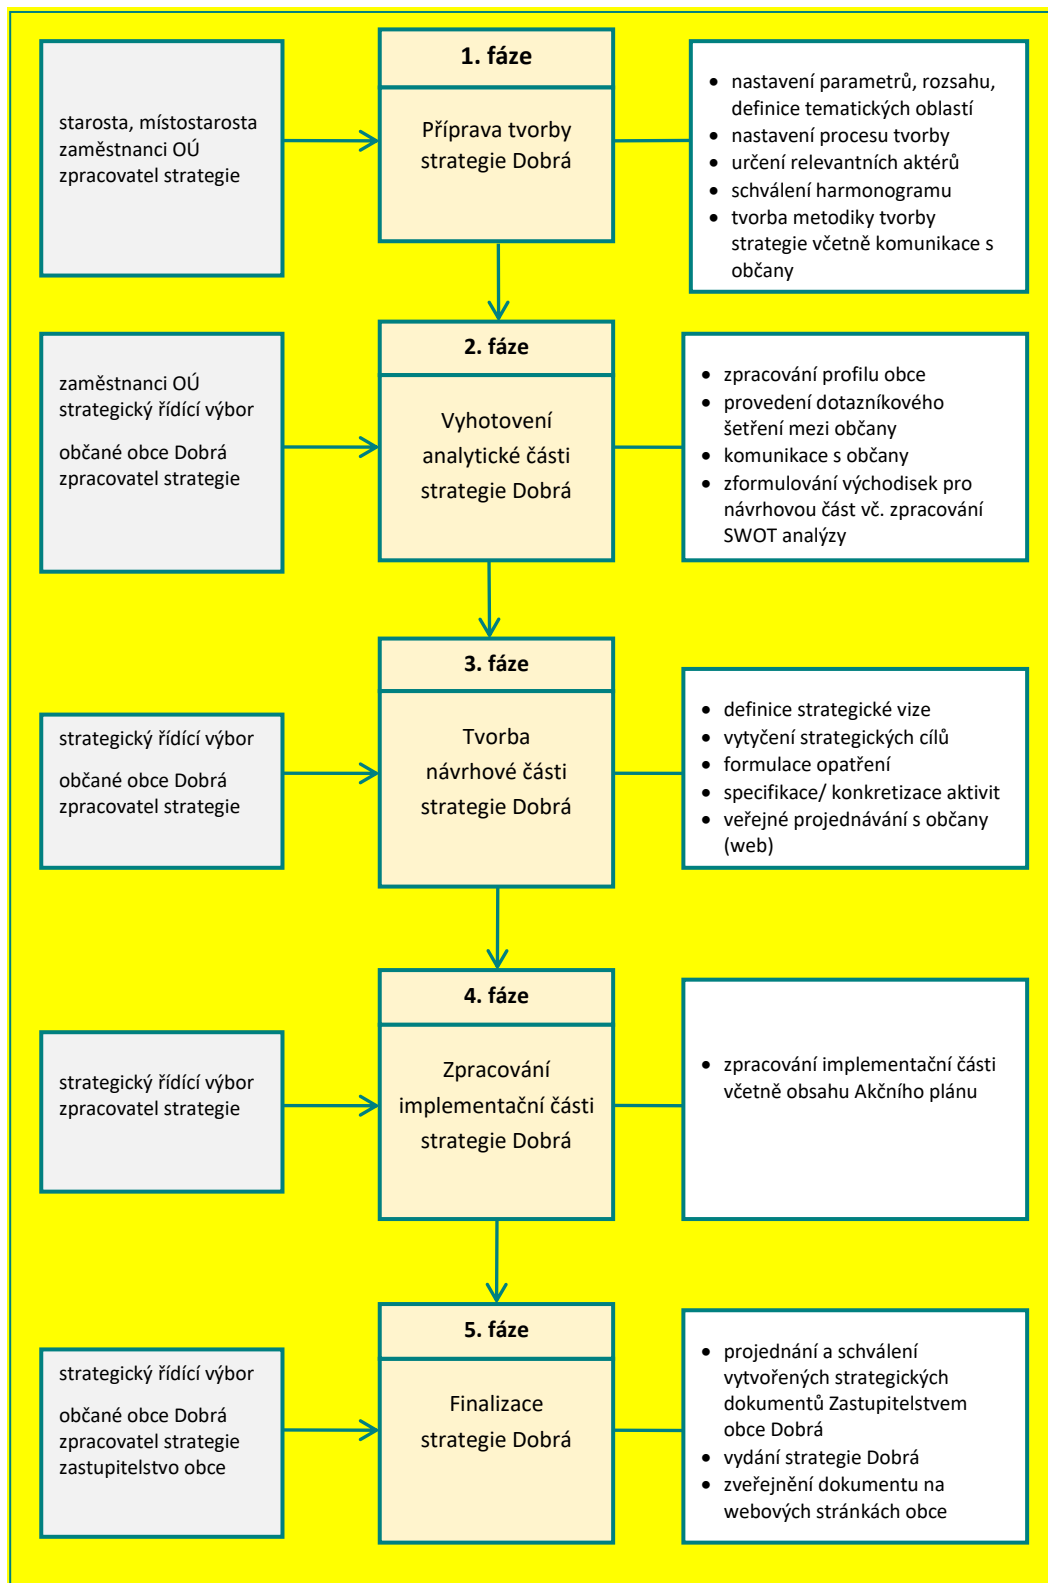 1. fáze
starosta, místostarosta
zaměstnanci OÚ
zpracovatel strategie
Příprava tvorby
strategie Dobrá
• nastavení parametrů, rozsahu,
definice tematických oblastí
• nastavení procesu tvorby
• určení relevantních aktérů
• schválení harmonogramu
• tvorba metodiky tvorby
strategie včetně komunikace s
občany
2. fáze
zaměstnanci OÚ
strategický řídící výbor
občané obce Dobrá
zpracovatel strategie
Vyhotovení
analytické části
strategie Dobrá
• zpracování profilu obce
• provedení dotazníkového
šetření mezi občany
• komunikace s občany
• zformulování východisek pro
návrhovou část vč. zpracování
SWOT analýzy
3. fáze
strategický řídící výbor
občané obce Dobrá
zpracovatel strategie
Tvorba
návrhové části
strategie Dobrá
• definice strategické vize
• vytyčení strategických cílů
• formulace opatření
• specifikace/ konkretizace aktivit
• veřejné projednávání s občany
(web)
4. fáze
strategický řídící výbor
zpracovatel strategie
Zpracování
implementační části
strategie Dobrá
• zpracování implementační části
včetně obsahu Akčního plánu
5. fáze
strategický řídící výbor
občané obce Dobrá
zpracovatel strategie
zastupitelstvo obce
Finalizace
strategie Dobrá
• projednání a schválení
vytvořených strategických
dokumentů Zastupitelstvem
obce Dobrá
• vydání strategie Dobrá
• zveřejnění dokumentu na
webových stránkách obce